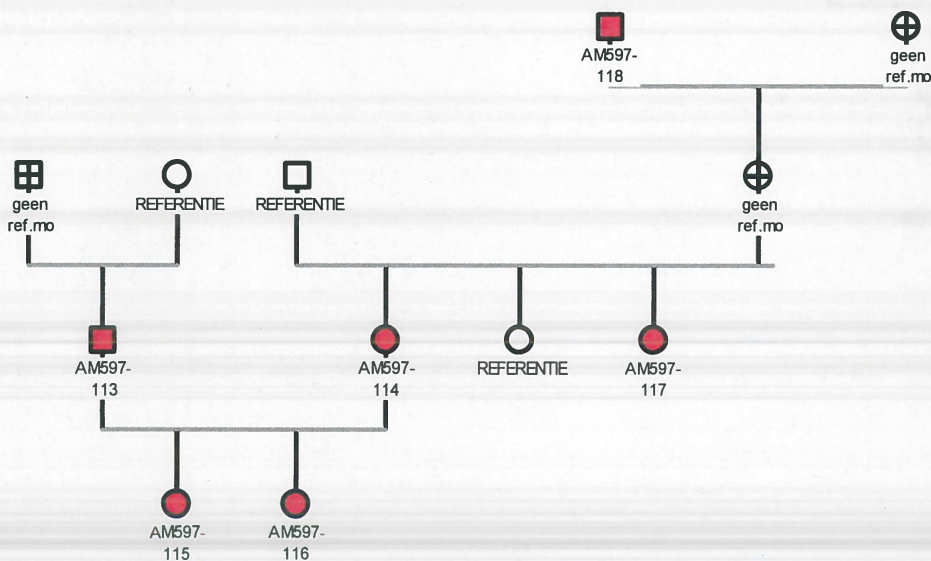 AM597-
118
geen
ref.mo
geen
ref.mo
REFERENTIE
REFERENTIE
geen
ref.mo
AM597-
113
AM597-
114
REFERENTIE
AM597-
117
AM597-
115
AM597-
116